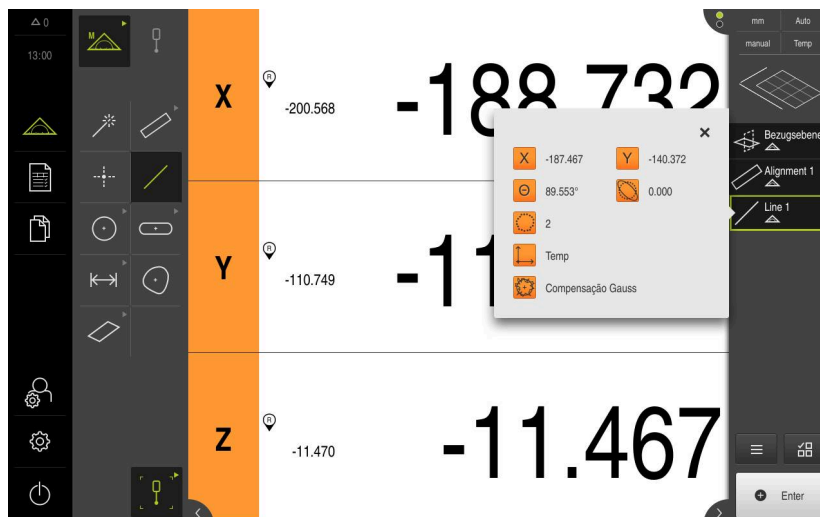 0
mm
Auto
13:00
M
manual
Temp
X
R
-200.568
-188.732
X
-187.467
Y
-140.372
Θ
89.553°
0.000
2
Temp
Compensação Gauss
Bezugsebene
Alignment 1
Line 1
Y
R
-110.749
Z
R
-11.470
-11.467
Enter